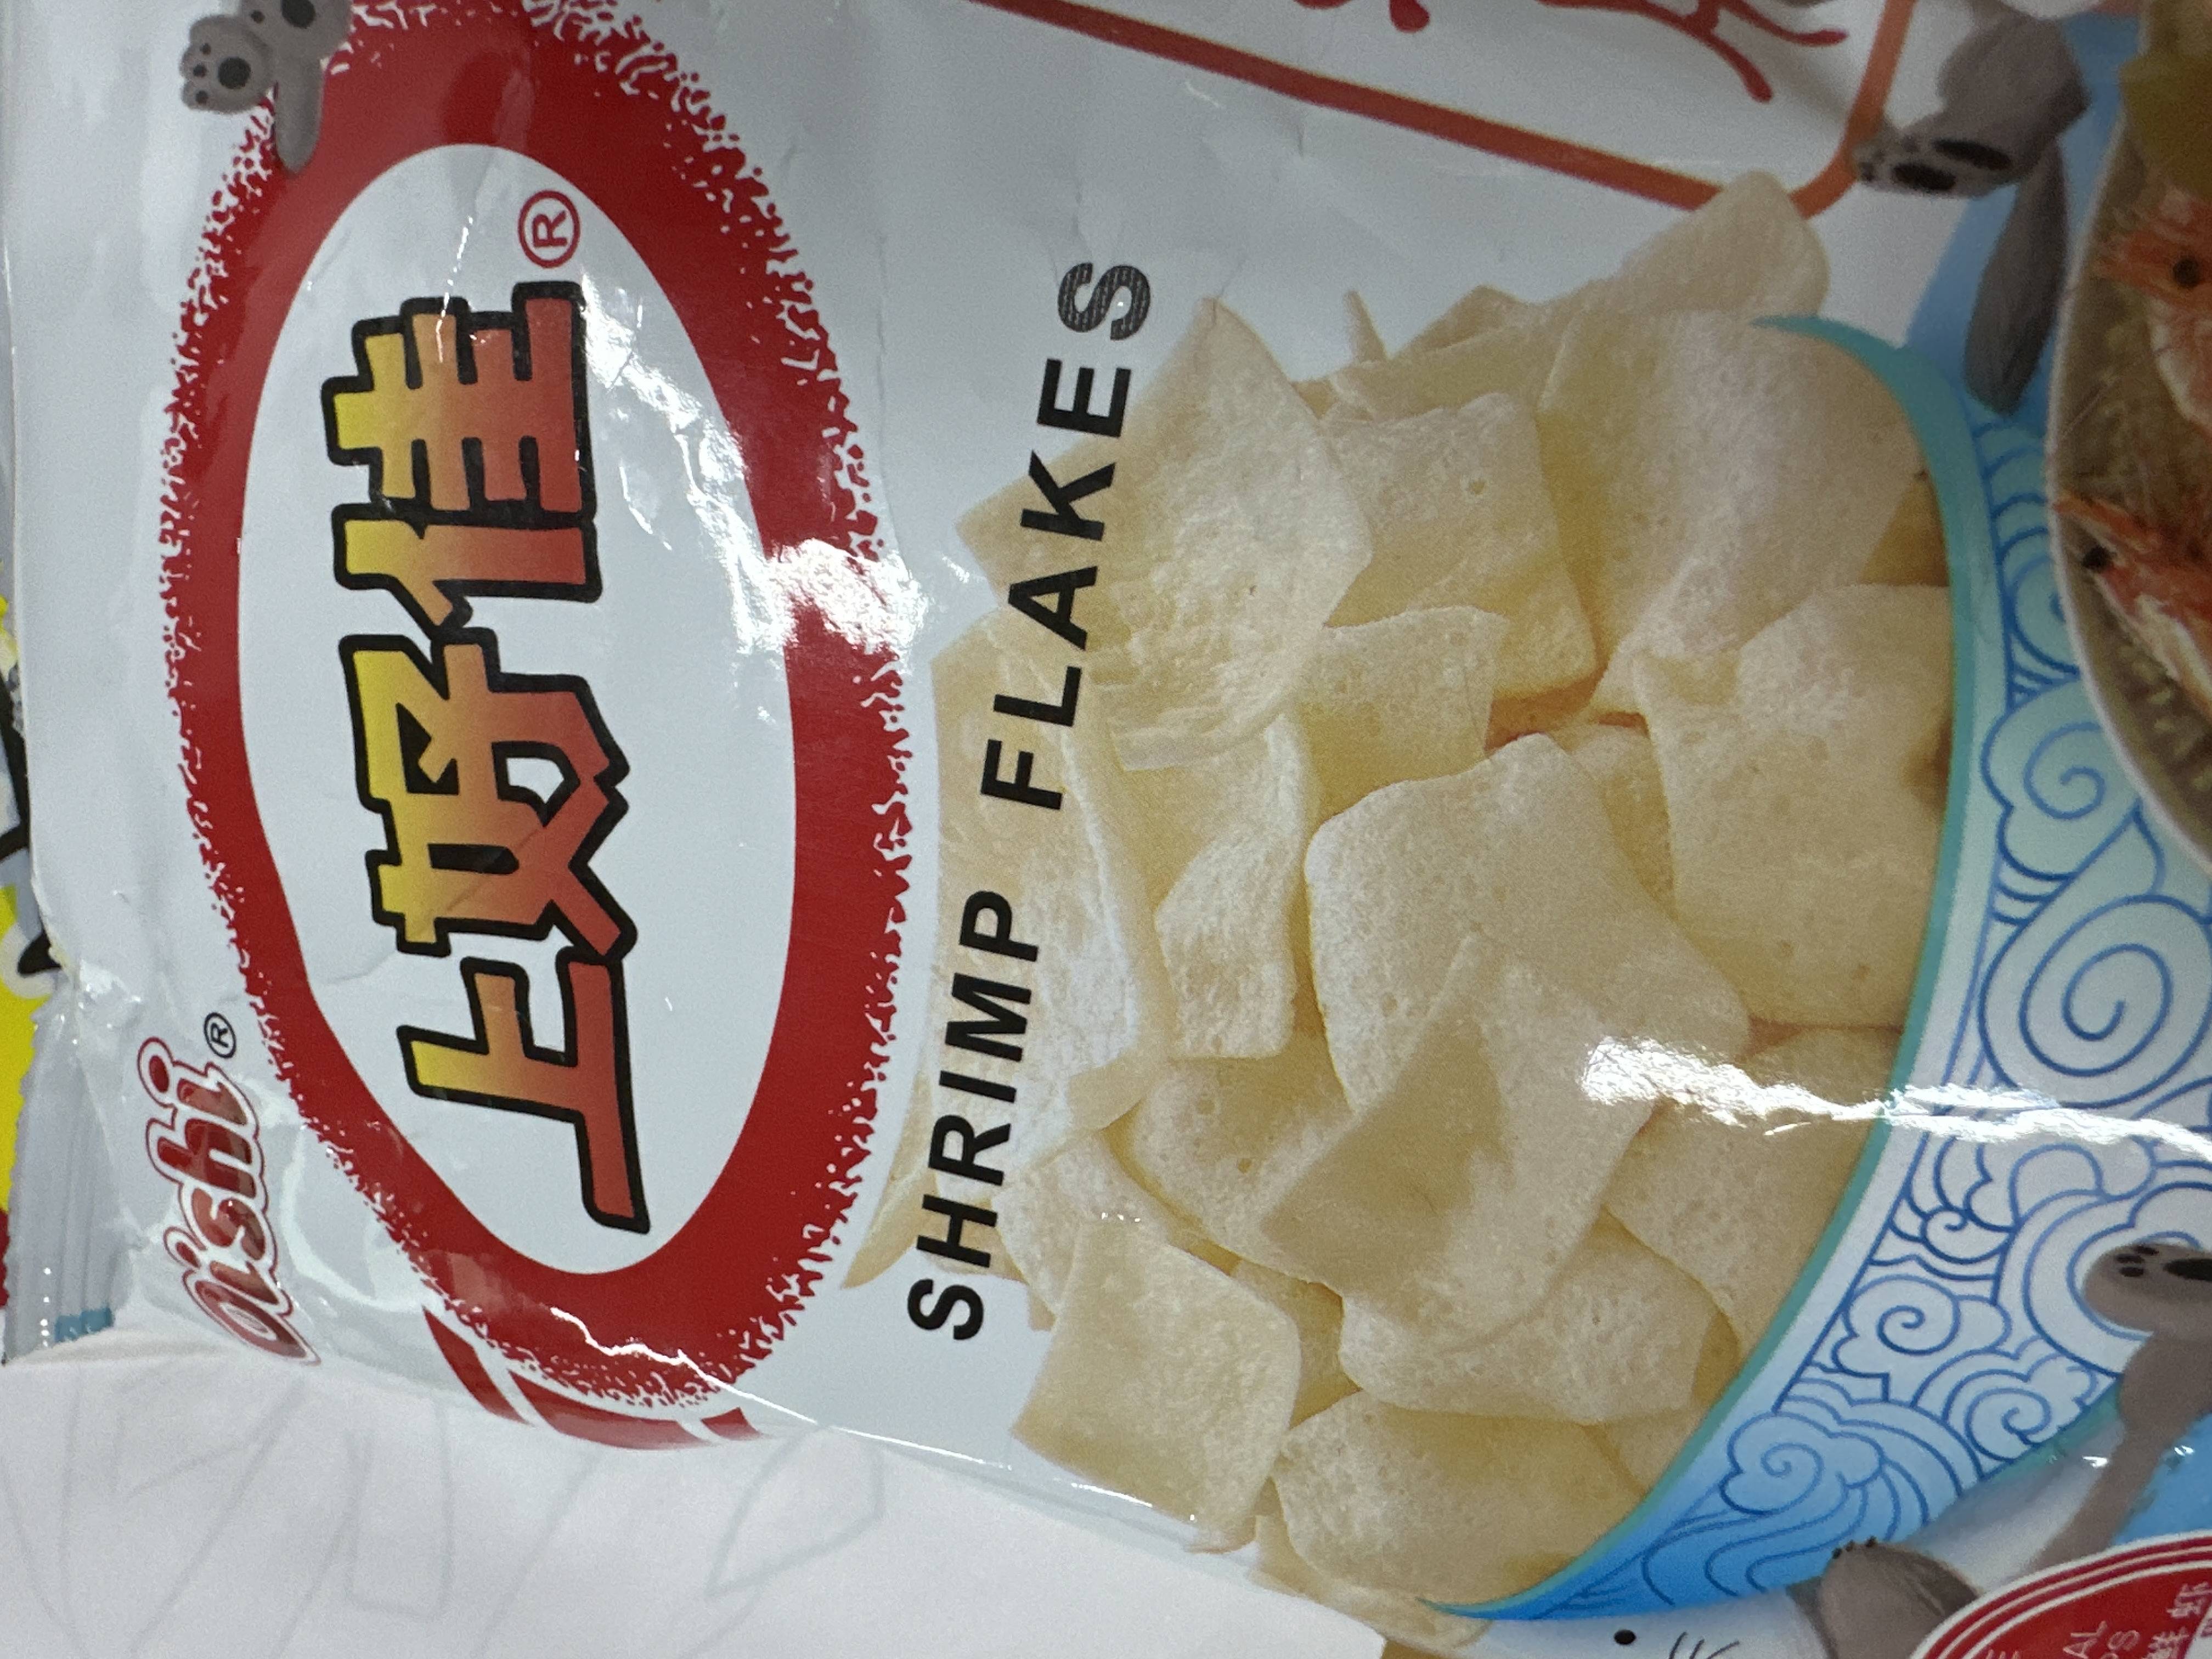 Oishi®
上好佳®
SHRIMP FLAKES